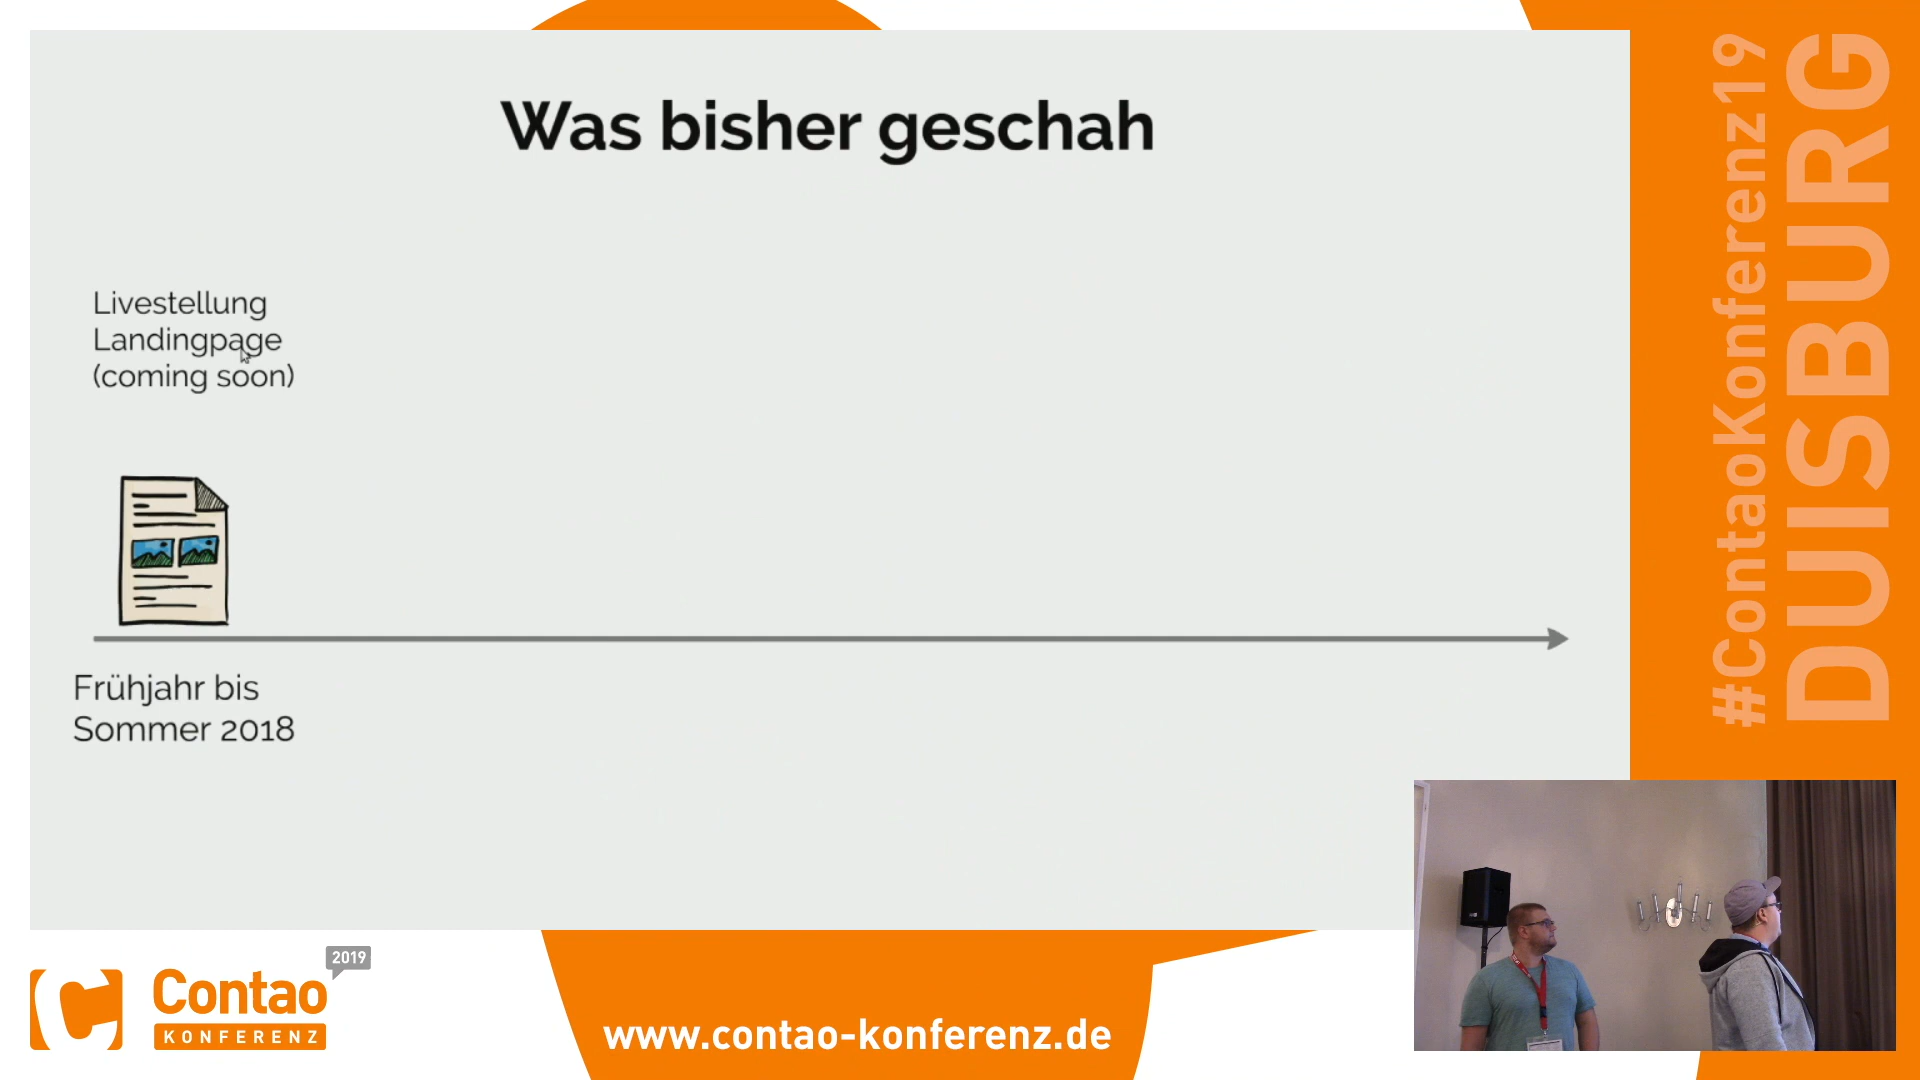 Was bisher geschah
Livestellung
Landingpage
(coming soon)
Frühjahr bis
Sommer 2018
#ContaoKonferenz19
DUISBURG
2019
Contao
KONFERENZ
www.contao-konferenz.de